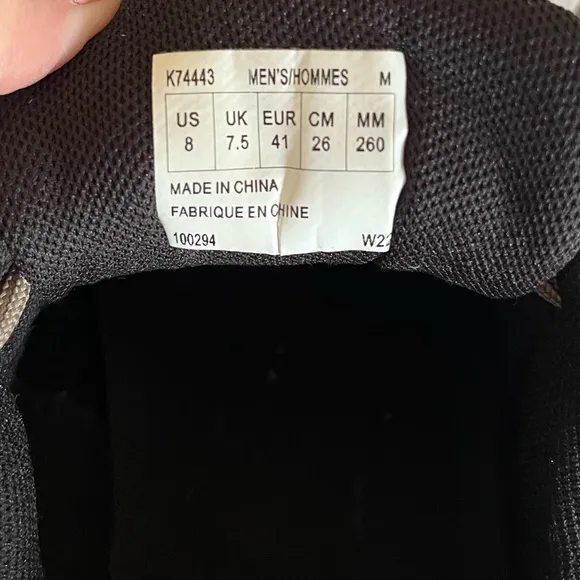 K74443 MEN'S/HOMMES M
US UK EUR CM MM
8 7.5 41 26 260
MADE IN CHINA
FABRIQUE EN CHINE
100294 W22